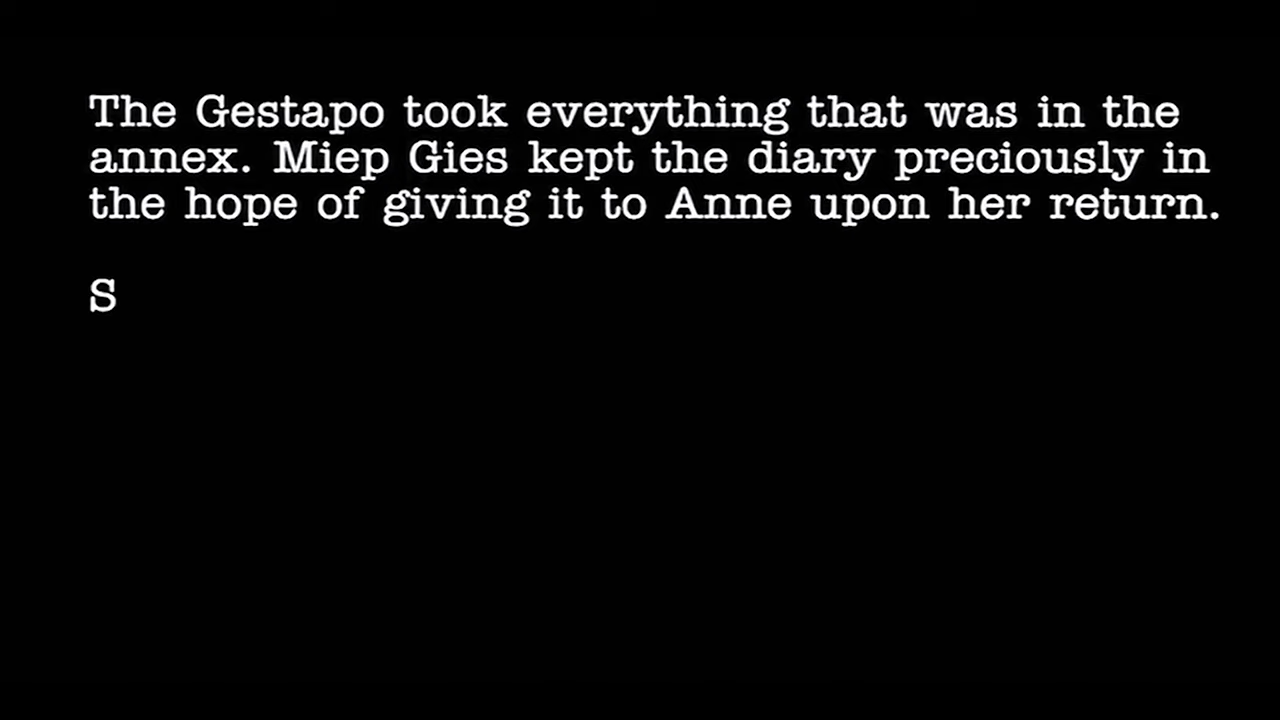 The Gestapo took everything that was in the
annex. Miep Gies kept the diary preciously in
the hope of giving it to Anne upon her return.
S